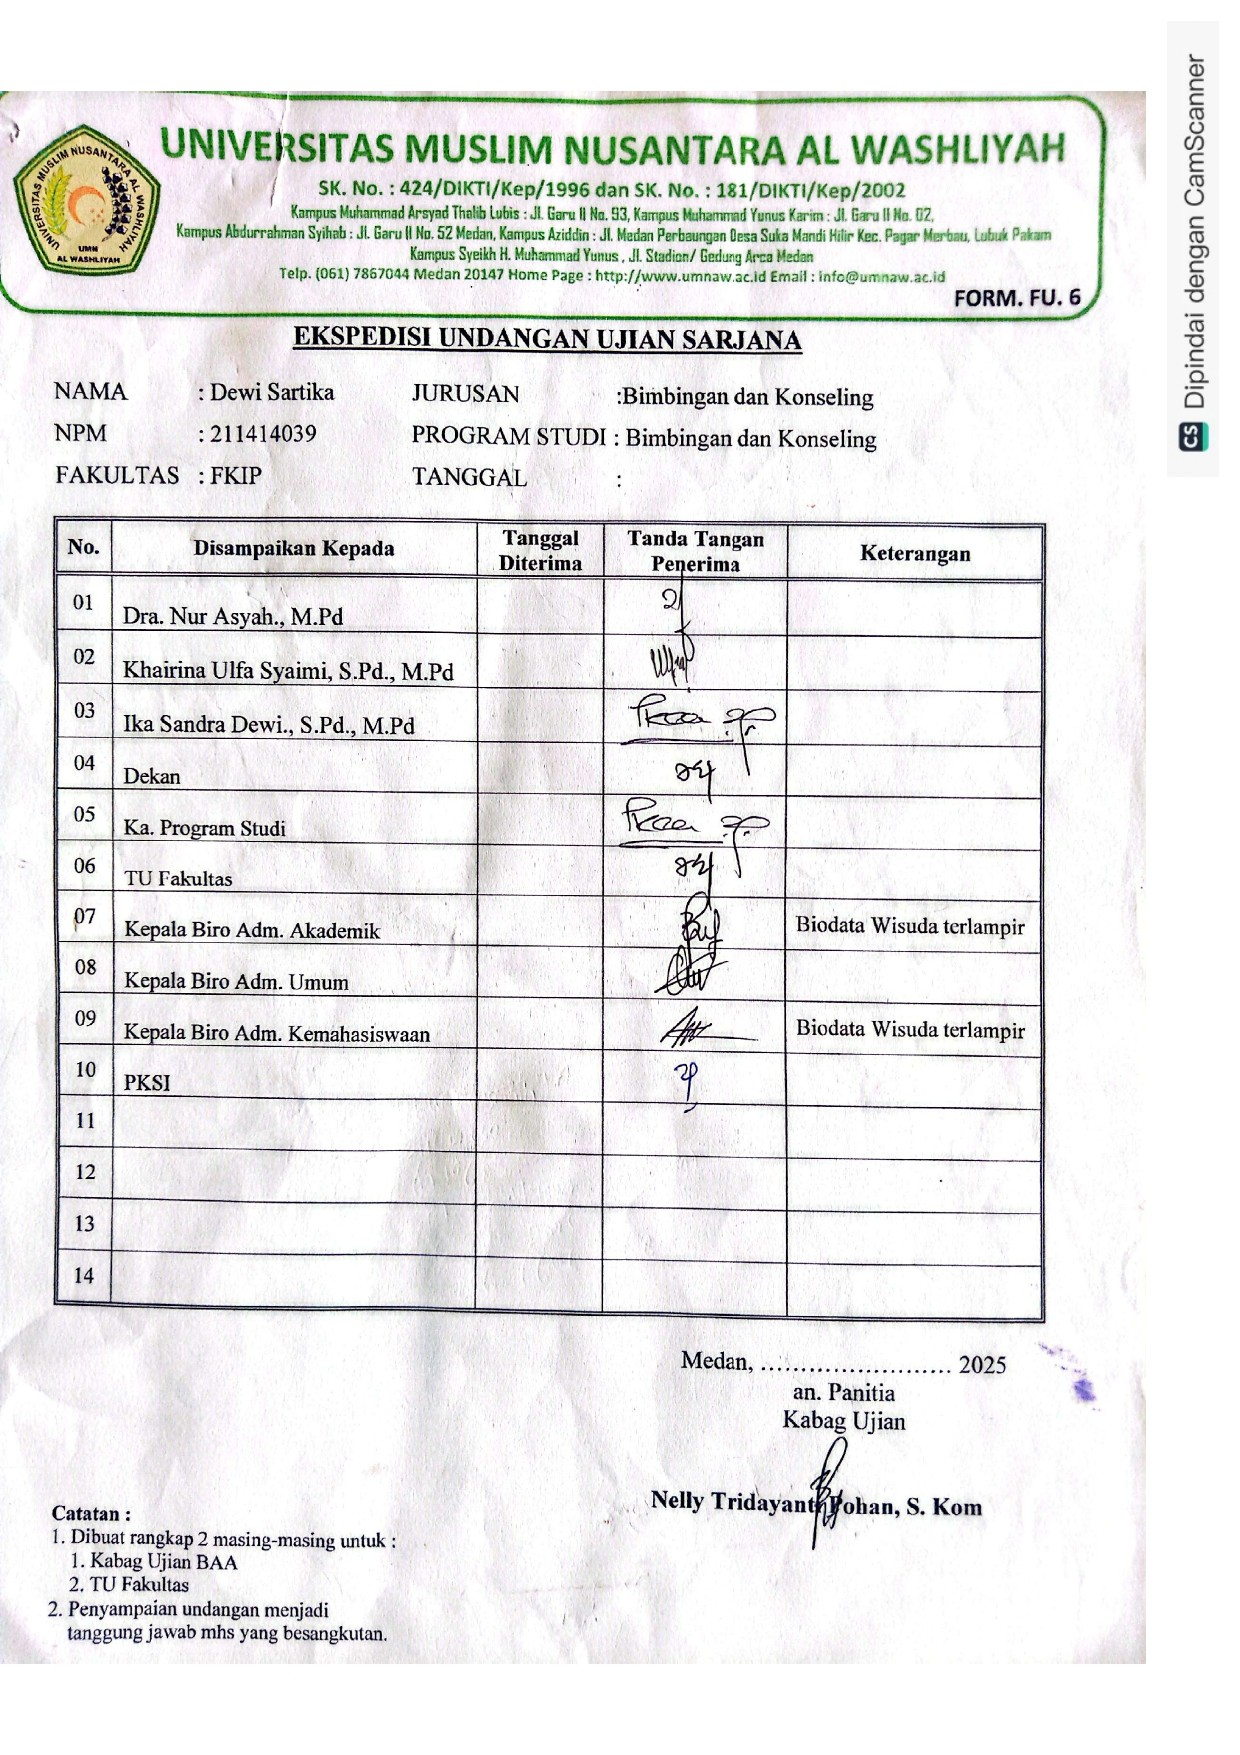 UNIVERSITAS MUSLIM NUSANTARA AL WASHLIYAH
SK. No. : 424/DIKTI/Kep/1996 dan SK. No. : 181/DIKTI/Kep/2002
Kampus Muhammad Arsyad Thalib Lubis : Jl. Garu II No. 93, Kampus Muhammad Yunus Karim : Jl. Garu II No. 02,
Kampus Abdurrahman Syihab : Jl. Garu II No. 52 Medan, Kampus Aziddin : Jl. Medan Perbaungan Desa Suka Mandi Hilir Kec. Pagar Merbau, Lubuk Pakam
Kampus Syeikh H. Muhammad Yunus , Jl. Stadion/ Gedung Arca Medan
Telp. (061) 7867044 Medan 20147 Home Page : http://www.umnaw.ac.id Email : info@umnaw.ac.id
UNIVERSITAS MUSLIM NUSANTARA AL WASHLIYAH
UMN
AL WASHLIYAH
FORM. FU. 6
EKSPEDISI UNDANGAN UJIAN SARJANA
NAMA : Dewi Sartika JURUSAN :Bimbingan dan Konseling
NPM : 211414039 PROGRAM STUDI : Bimbingan dan Konseling
FAKULTAS : FKIP TANGGAL :
No. Disampaikan Kepada Tanggal Diterima Tanda Tangan Penerima Keterangan
01 Dra. Nur Asyah., M.Pd
02 Khairina Ulfa Syaimi, S.Pd., M.Pd
03 Ika Sandra Dewi., S.Pd., M.Pd
04 Dekan
05 Ka. Program Studi
06 TU Fakultas
07 Kepala Biro Adm. Akademik Biodata Wisuda terlampir
08 Kepala Biro Adm. Umum
09 Kepala Biro Adm. Kemahasiswaan Biodata Wisuda terlampir
10 PKSI
11
12
13
14
Medan, ........................ 2025
an. Panitia
Kabag Ujian
Nelly Tridayanti Pohan, S. Kom
Catatan :
1. Dibuat rangkap 2 masing-masing untuk :
1. Kabag Ujian BAA
2. TU Fakultas
2. Penyampaian undangan menjadi
tanggung jawab mhs yang besangkutan.
CS Dipindai dengan CamScanner